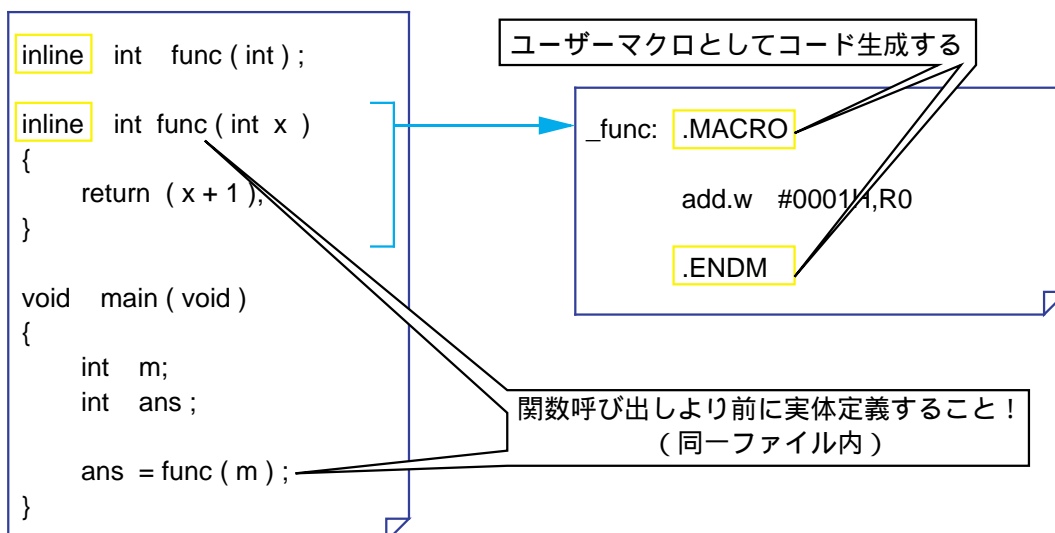 inline int func ( int ) ;
inline int func ( int x )
{
return ( x + 1 );
}
void main ( void )
{
int m;
int ans ;
ans = func ( m ) ;
}
ユーザーマクロとしてコード生成する
_func: .MACRO
add.w #0001H,R0
.ENDM
関数呼び出しより前に実体定義すること！
（同一ファイル内）